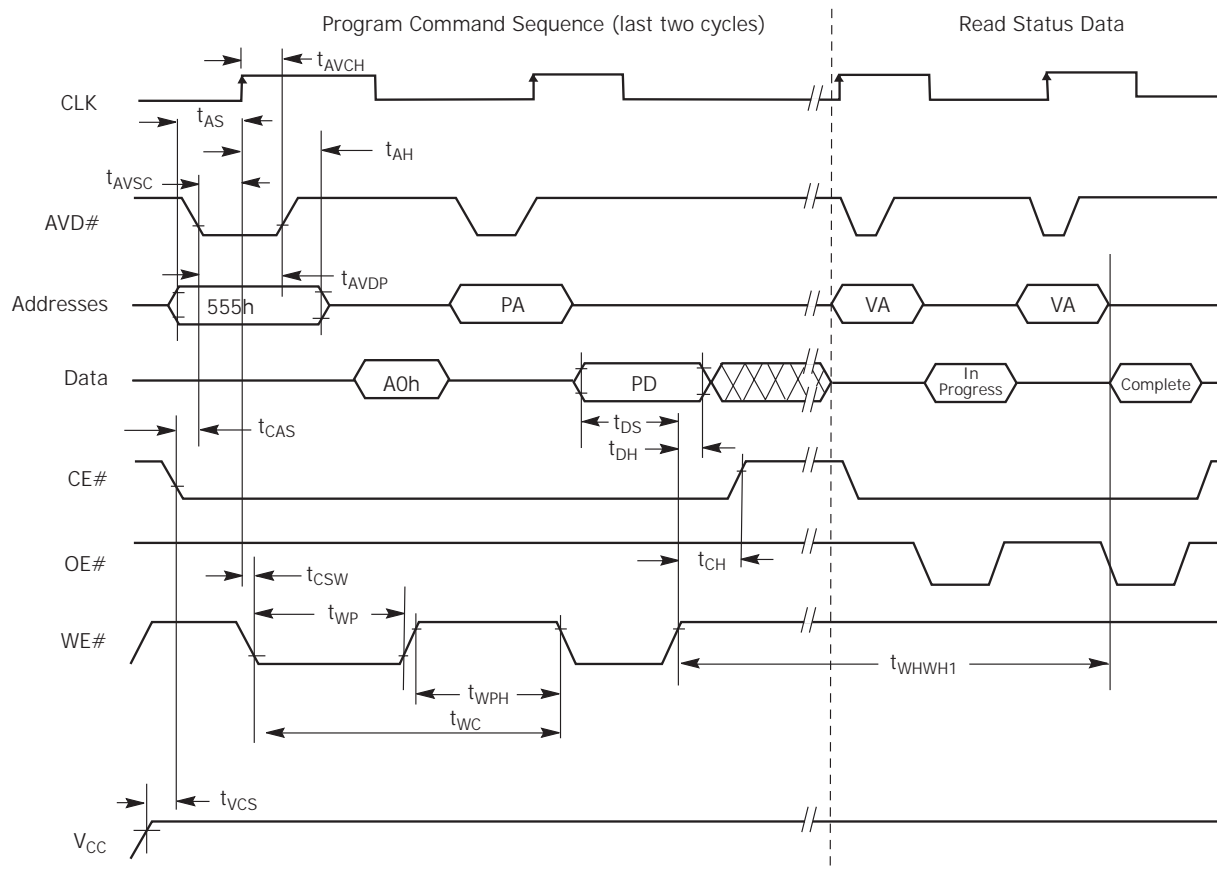 Program Command Sequence (last two cycles)
Read Status Data
tAVCH
CLK
tAS
tAH
tAVSC
AVD#
tAVDP
Addresses
555h
PA
VA
VA
Data
A0h
PD
In
Progress
Complete
tCAS
tDS
tDH
CE#
OE#
tCH
tCSW
tWP
WE#
tWHWH1
tWPH
tWC
tVCS
VCC